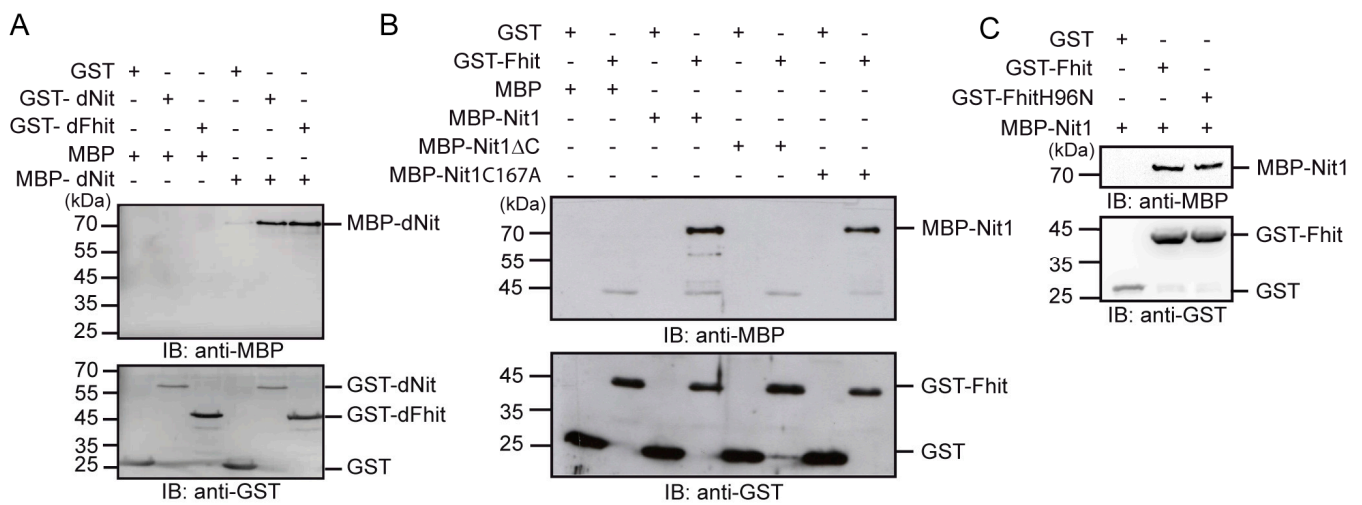 A
GST + - - + - -
GST- dNit - + - - + -
GST- dFhit - - + - - +
MBP + + + - - -
MBP- dNit - - - + + +
(kDa)
70
55
45
35
25
MBP-dNit
IB: anti-MBP
70
55
45
35
25
GST-dNit
GST-dFhit
GST
IB: anti-GST
B
GST + - + - + - + -
GST-Fhit - + - + - + - +
MBP + + - - - - - -
MBP-Nit1 - - + + - - - -
MBP-Nit1ΔC - - - - + + - -
MBP-Nit1C167A - - - - - - + +
(kDa)
70
55
45
MBP-Nit1
IB: anti-MBP
45
35
25
GST-Fhit
GST
IB: anti-GST
C
GST + - -
GST-Fhit - + -
GST-FhitH96N - - +
MBP-Nit1 + + +
(kDa)
70
MBP-Nit1
IB: anti-MBP
45
35
25
GST-Fhit
GST
IB: anti-GST